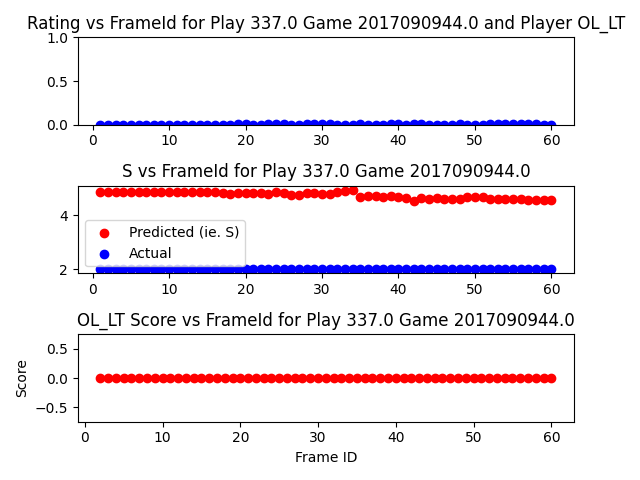 Rating vs FrameId for Play 337.0 Game 2017090944.0 and Player OL_LT
1.0
0.5
0.0
0 10 20 30 40 50 60
S vs FrameId for Play 337.0 Game 2017090944.0
4
2
Predicted (ie. S)
Actual
0 10 20 30 40 50 60
OL_LT Score vs FrameId for Play 337.0 Game 2017090944.0
Score
0.5
0.0
−0.5
0 10 20 30 40 50 60
Frame ID